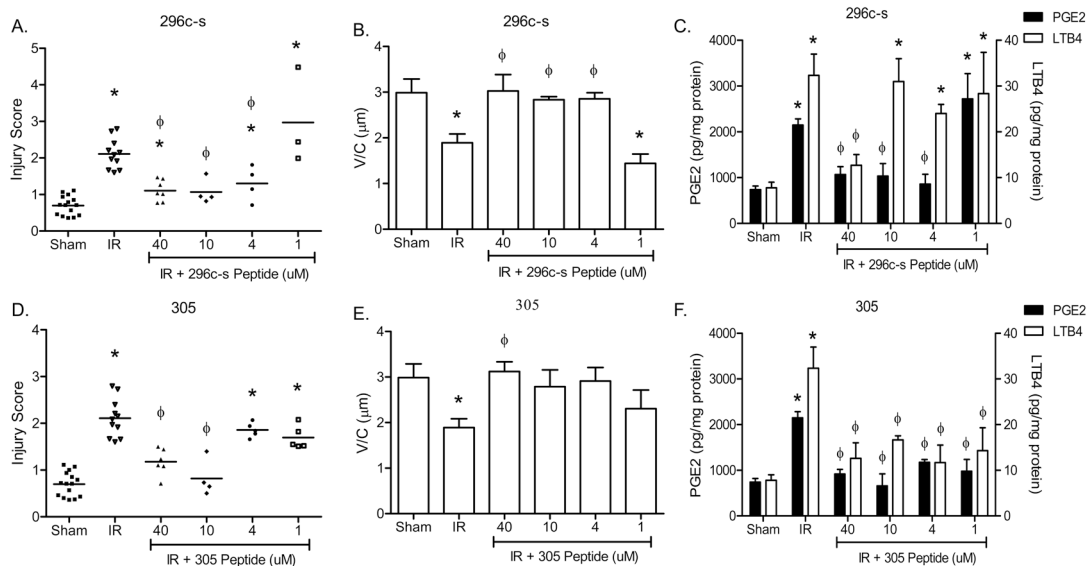 A.
296c-s
Injury Score
5
4
3
2
1
0
*
*
ϕ
ϕ
*
ϕ
*
Sham IR 40 10 4 1
IR + 296c-s Peptide (uM)
B.
296c-s
V/C (μm)
4
3
2
1
0
*
ϕ
ϕ
ϕ
*
Sham IR 40 10 4 1
IR + 296c-s Peptide (uM)
C.
296c-s
PGE2
LTB4
PGE2 (pg/mg protein)
4000
3000
2000
1000
0
LTB4 (pg/mg protein)
40
30
20
10
0
*
*
ϕ
ϕ
ϕ
*
ϕ
*
*
*
Sham IR 40 10 4 1
IR + 296c-s Peptide (uM)
D.
305
Injury Score
4
3
2
1
0
*
ϕ
ϕ
*
*
Sham IR 40 10 4 1
IR + 305 Peptide (uM)
E.
305
V/C (μm)
4
3
2
1
0
*
ϕ
Sham IR 40 10 4 1
IR + 305 Peptide (uM)
F.
305
PGE2
LTB4
PGE2 (pg/mg protein)
4000
3000
2000
1000
0
LTB4 (pg/mg protein)
40
30
20
10
0
*
*
ϕ
ϕ
ϕ
ϕ
ϕ
ϕ
ϕ
ϕ
Sham IR 40 10 4 1
IR + 305 Peptide (uM)